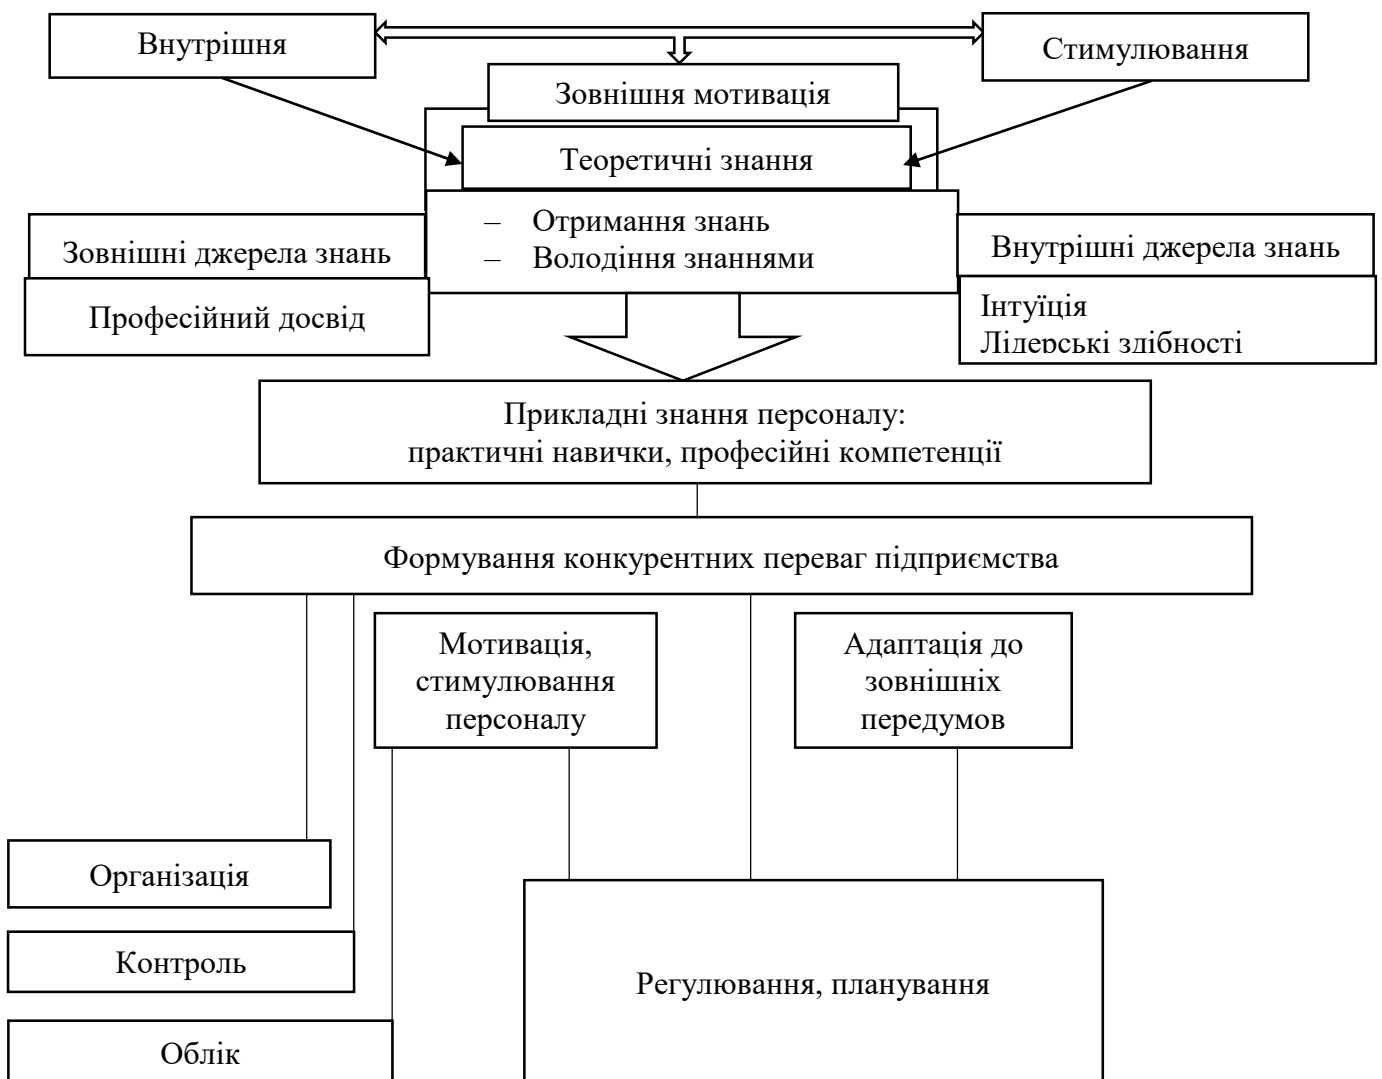 Внутрішня
Стимулювання
Зовнішня мотивація
Теоретичні знання
– Отримання знань
– Володіння знаннями
Зовнішні джерела знань
Професійний досвід
Внутрішні джерела знань
Інтуїція
Лідерські здібності
Прикладні знання персоналу:
практичні навички, професійні компетенції
Формування конкурентних переваг підприємства
Мотивація,
стимулювання
персоналу
Адаптація до
зовнішніх
передумов
Організація
Контроль
Облік
Регулювання, планування